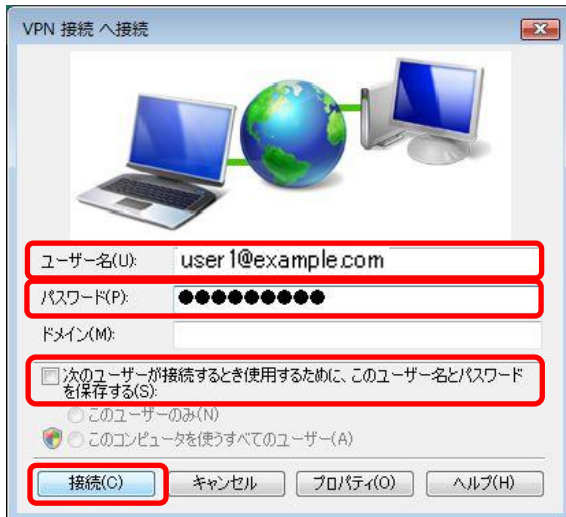 VPN 接続 へ接続
ユーザー名(U):
user1@example.com
パスワード(P):
●●●●●●●●●
ドメイン(M):
次のユーザーが接続するとき使用するために、このユーザー名とパスワード
を保存する(S):
このユーザーのみ(N)
このコンピュータを使うすべてのユーザー(A)
接続(C)
キャンセル
プロパティ(O)
ヘルプ(H)